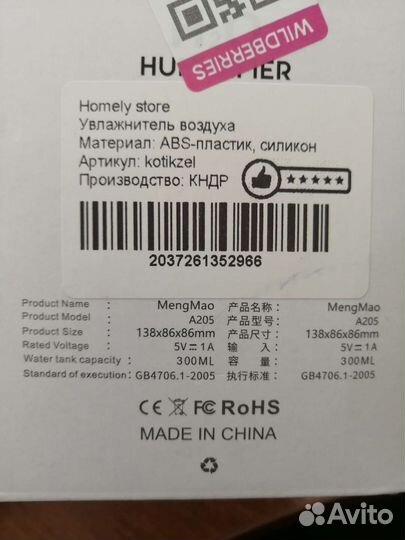 WILDBERRIES
HU IER
Homely store
Увлажнитель воздуха
Материал: ABS-пластик, силикон
Артикул: kotikzel
Производство: КНДР
2037261352966
Product Name : MengMao 产品名称: MengMao
Product Model : A205 产品型号: A205
Product Size : 138x86x86mm 产品尺寸: 138x86x86mm
Rated Voltage : 5V⎓1A 输 入: 5V⎓1A
Water tank capacity : 300ML 容 量: 300ML
Standard of execution : GB4706.1-2005 执行标准: GB4706.1-2005
CE FC RoHS
MADE IN CHINA
Avito